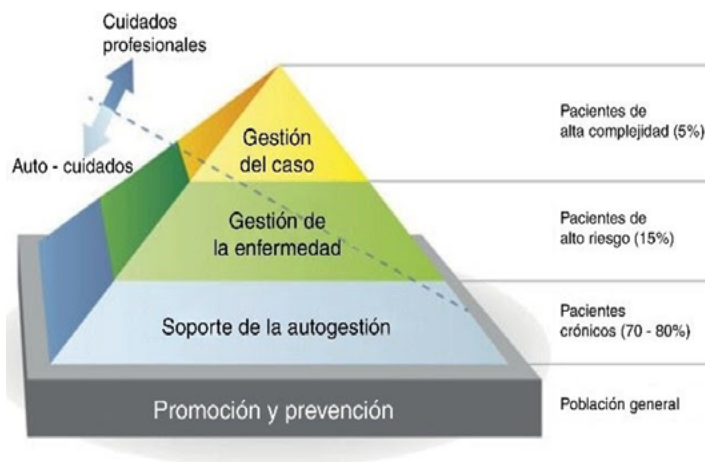 Cuidados
profesionales
Auto - cuidados
Gestión
del caso
Pacientes de
alta complejidad (5%)
Gestión de
la enfermedad
Pacientes de
alto riesgo (15%)
Soporte de la autogestión
Pacientes
crónicos (70 - 80%)
Promoción y prevención
Población general